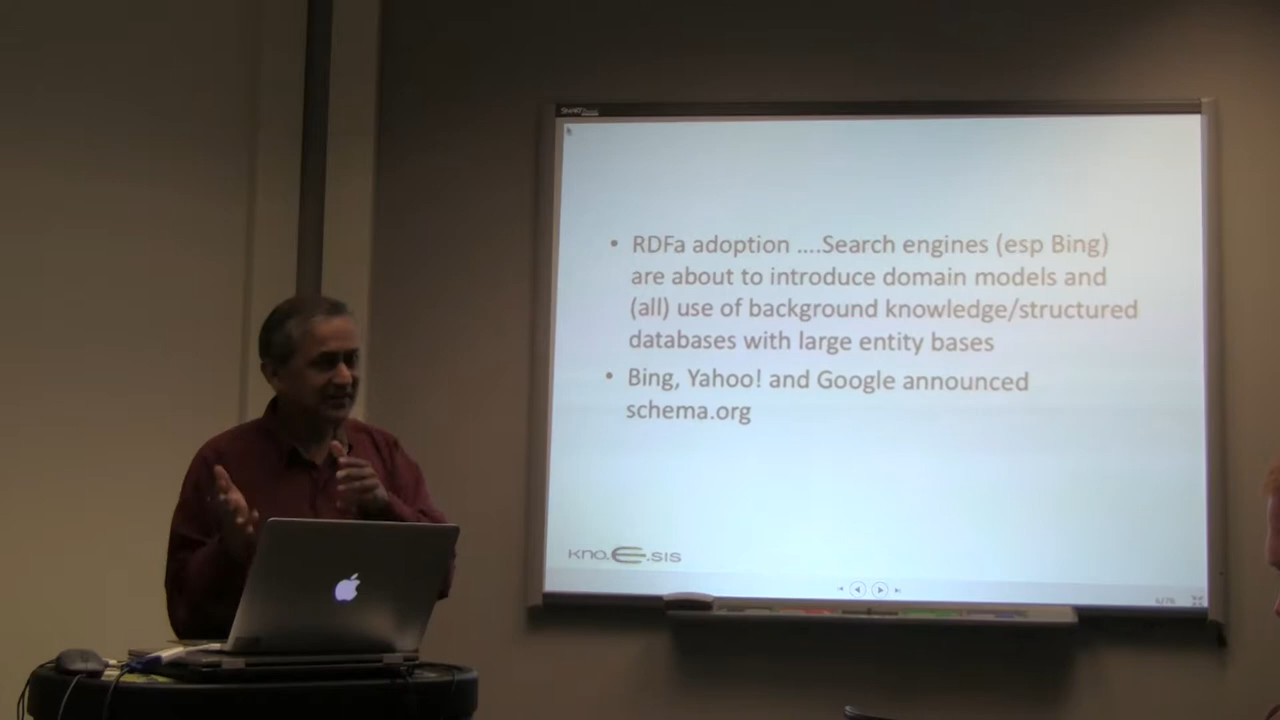 SMART
• RDFa adoption ....Search engines (esp Bing)
are about to introduce domain models and
(all) use of background knowledge/structured
databases with large entity bases
• Bing, Yahoo! and Google announced
schema.org
kno.e.sis